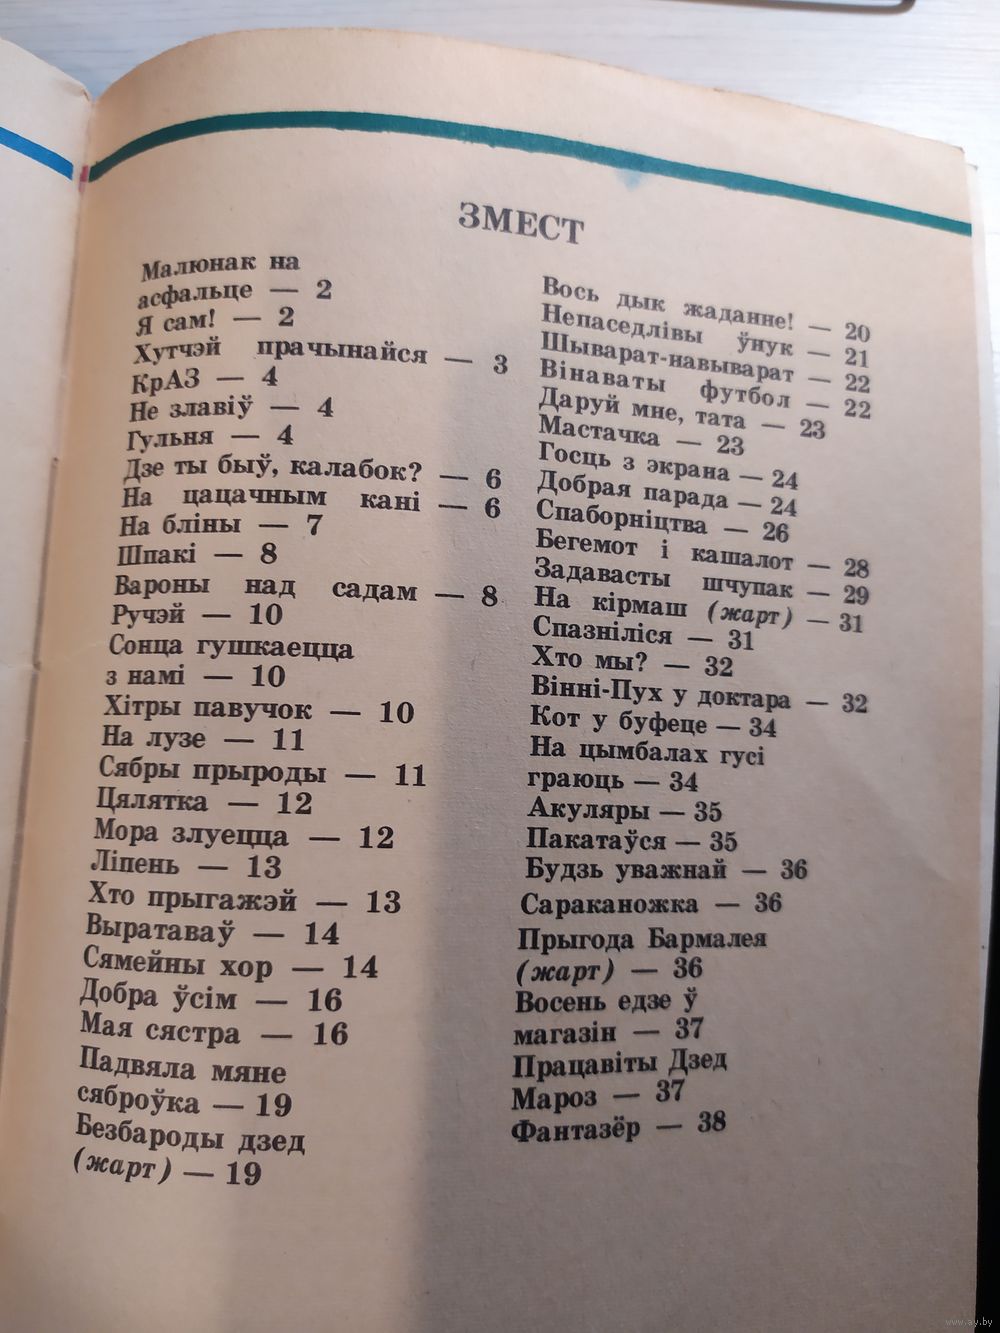 ЗМЕСТ
Малюнак на
асфальце — 2
Я сам! — 2
Хутчэй прачынайся — 3
КрАЗ — 4
Не злавіў — 4
Гульня — 4
Дзе ты быў, калабок? — 6
На цацачным кані — 6
На бліны — 7
Шпакі — 8
Вароны над садам — 8
Ручэй — 10
Сонца гушкаецца
з намі — 10
Хітры павучок — 10
На лузе — 11
Сябры прыроды — 11
Цялятка — 12
Мора злуецца — 12
Ліпень — 13
Хто прыгажэй — 13
Выратаваў — 14
Сямейны хор — 14
Добра ўсім — 16
Мая сястра — 16
Падвяла мяне
сяброўка — 19
Безбароды дзед
(жарт) — 19
Вось дык жаданне! — 20
Непаседлівы ўнук — 21
Шыварат-навыварат — 22
Вінаваты футбол — 22
Даруй мне, тата — 23
Мастачка — 23
Госць з экрана — 24
Добрая парада — 24
Спаборніцтва — 26
Бегемот і кашалот — 28
Задавасты шчупак — 29
На кірмаш (жарт) — 31
Спазніліся — 31
Хто мы? — 32
Вінні-Пух у доктара — 32
Кот у буфеце — 34
На цымбалах гусі
граюць — 34
Акуляры — 35
Пакатаўся — 35
Будзь уважнай — 36
Сараканожка — 36
Прыгода Бармалея
(жарт) — 36
Восень едзе ў
магазін — 37
Працавіты Дзед
Мароз — 37
Фантазёр — 38
www.ay.by